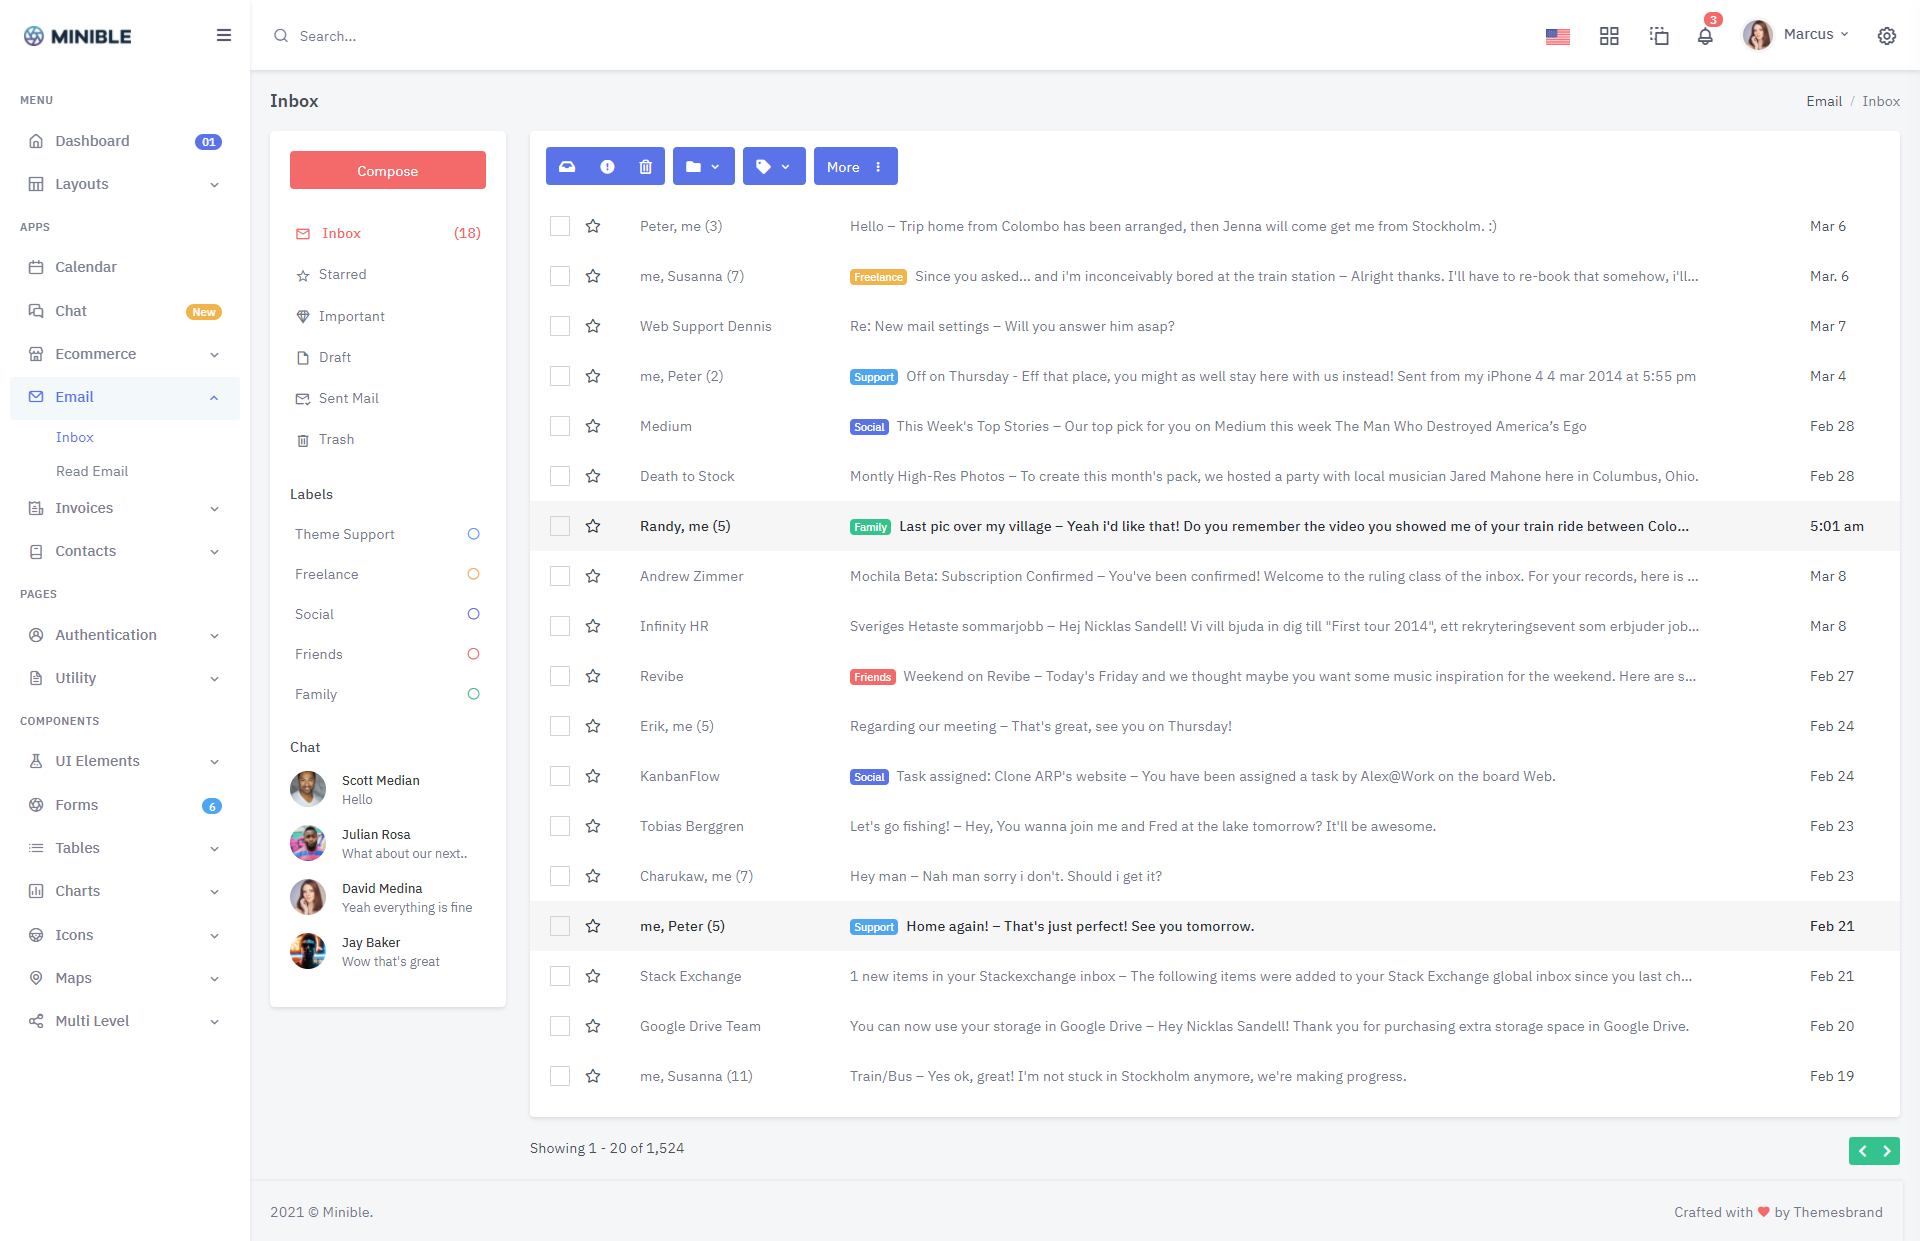 MINIBLE
Search...
3
Marcus
MENU
Dashboard 01
Layouts
APPS
Calendar
Chat New
Ecommerce
Email
Inbox
Read Email
Invoices
Contacts
PAGES
Authentication
Utility
COMPONENTS
UI Elements
Forms 6
Tables
Charts
Icons
Maps
Multi Level
Inbox
Email / Inbox
Compose
Inbox (18)
Starred
Important
Draft
Sent Mail
Trash
Labels
Theme Support
Freelance
Social
Friends
Family
Chat
Scott Median
Hello
Julian Rosa
What about our next..
David Medina
Yeah everything is fine
Jay Baker
Wow that's great
More
Peter, me (3) Hello – Trip home from Colombo has been arranged, then Jenna will come get me from Stockholm. :) Mar 6
me, Susanna (7) Freelance Since you asked... and i'm inconceivably bored at the train station – Alright thanks. I'll have to re-book that somehow, i'll... Mar. 6
Web Support Dennis Re: New mail settings – Will you answer him asap? Mar 7
me, Peter (2) Support Off on Thursday - Eff that place, you might as well stay here with us instead! Sent from my iPhone 4 4 mar 2014 at 5:55 pm Mar 4
Medium Social This Week's Top Stories – Our top pick for you on Medium this week The Man Who Destroyed America’s Ego Feb 28
Death to Stock Montly High-Res Photos – To create this month's pack, we hosted a party with local musician Jared Mahone here in Columbus, Ohio. Feb 28
Randy, me (5) Family Last pic over my village – Yeah i'd like that! Do you remember the video you showed me of your train ride between Colo... 5:01 am
Andrew Zimmer Mochila Beta: Subscription Confirmed – You've been confirmed! Welcome to the ruling class of the inbox. For your records, here is ... Mar 8
Infinity HR Sveriges Hetaste sommarjobb – Hej Nicklas Sandell! Vi vill bjuda in dig till "First tour 2014", ett rekryteringsevent som erbjuder job... Mar 8
Revibe Friends Weekend on Revibe – Today's Friday and we thought maybe you want some music inspiration for the weekend. Here are s... Feb 27
Erik, me (5) Regarding our meeting – That's great, see you on Thursday! Feb 24
KanbanFlow Social Task assigned: Clone ARP's website – You have been assigned a task by Alex@Work on the board Web. Feb 24
Tobias Berggren Let's go fishing! – Hey, You wanna join me and Fred at the lake tomorrow? It'll be awesome. Feb 23
Charukaw, me (7) Hey man – Nah man sorry i don't. Should i get it? Feb 23
me, Peter (5) Support Home again! – That's just perfect! See you tomorrow. Feb 21
Stack Exchange 1 new items in your Stackexchange inbox – The following items were added to your Stack Exchange global inbox since you last ch... Feb 21
Google Drive Team You can now use your storage in Google Drive – Hey Nicklas Sandell! Thank you for purchasing extra storage space in Google Drive. Feb 20
me, Susanna (11) Train/Bus – Yes ok, great! I'm not stuck in Stockholm anymore, we're making progress. Feb 19
Showing 1 - 20 of 1,524
2021 © Minible.
Crafted with ❤ by Themesbrand